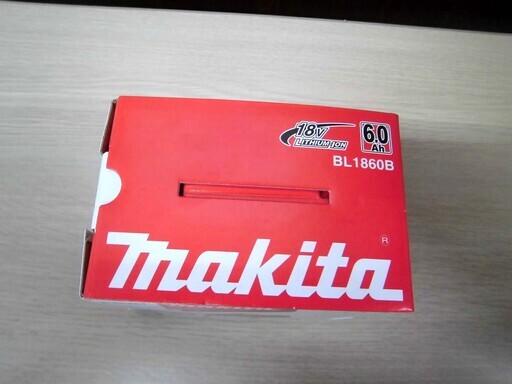 18V
LITHIUM ION
6.0
Ah
BL1860B
makita
®